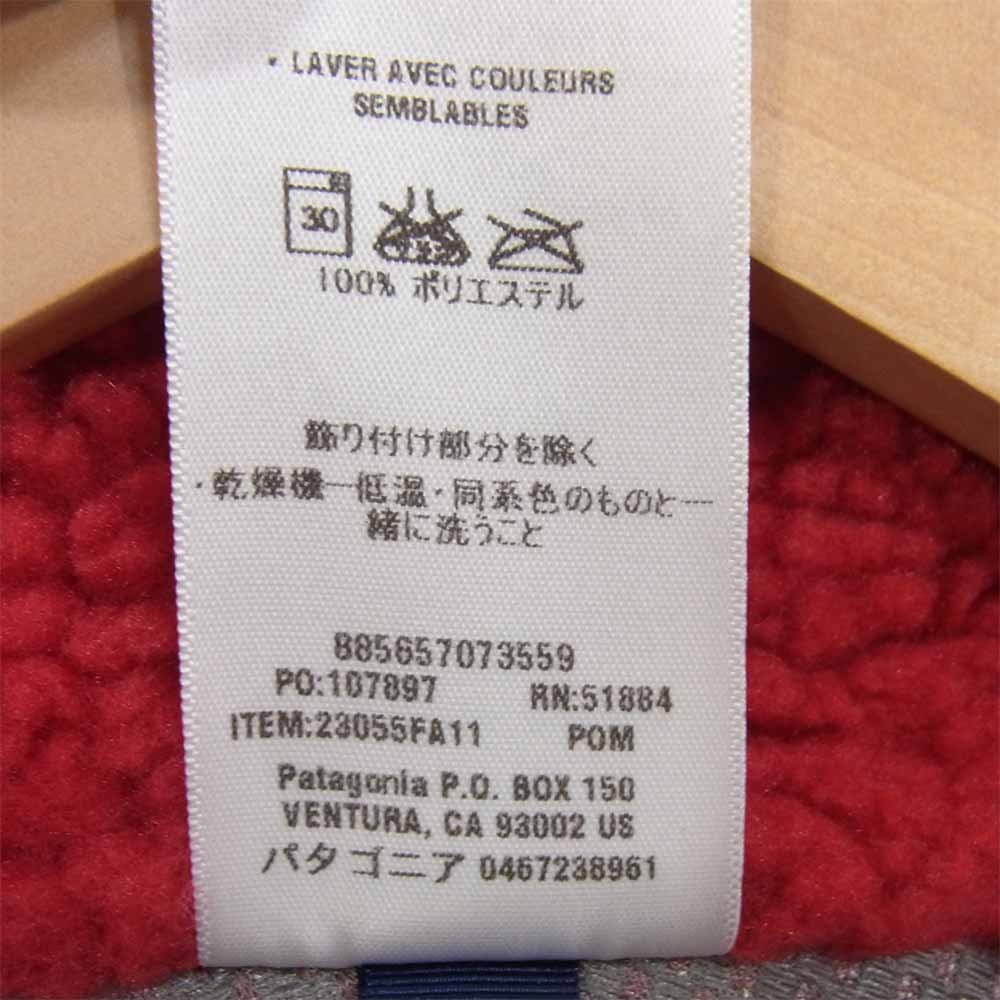 • LAVER AVEC COULEURS
SEMBLABLES
30
100% ポリエステル
飾り付け部分を除く
・乾燥機―低温・同系色のものと一
緒に洗うこと
885657073559
PO:107897 RN:51884
ITEM:23055FA11 POM
Patagonia P.O. BOX 150
VENTURA, CA 93002 US
パタゴニア 0467238961